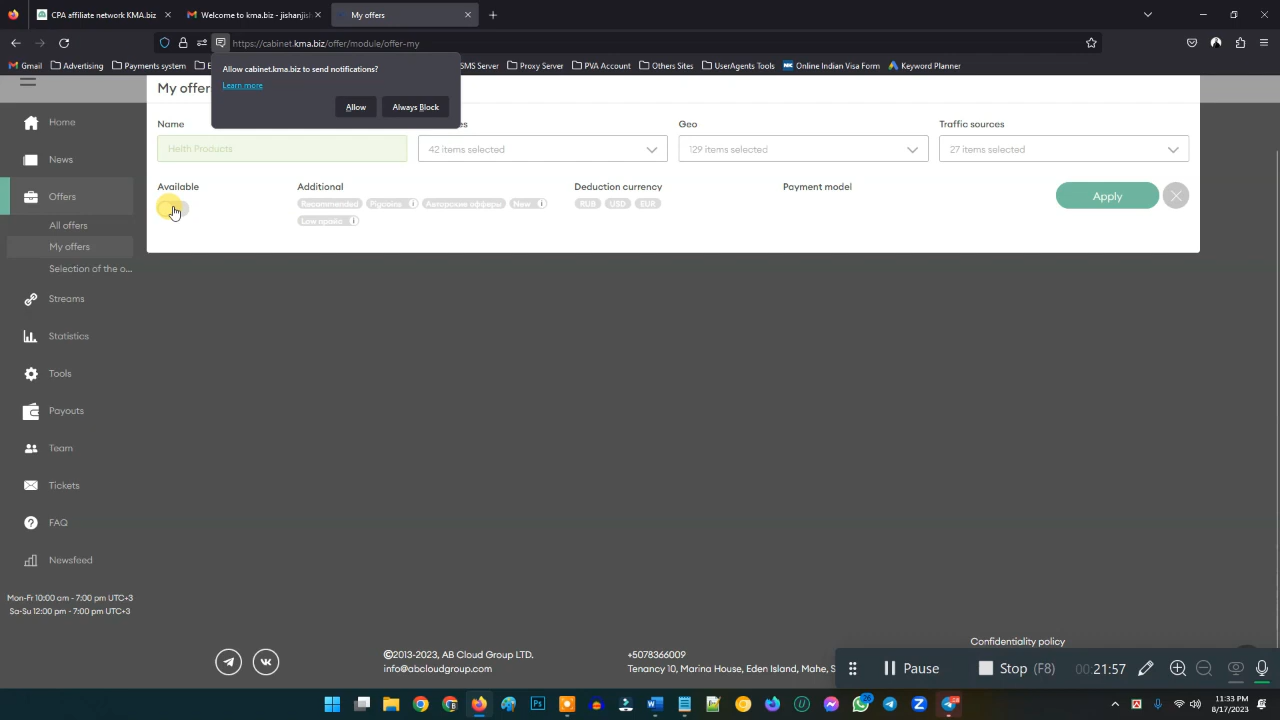 CPA affiliate network KMA.biz
Welcome to kma.biz - jishanjis
My offers
https://cabinet.kma.biz/offer/module/offer-my
Gmail
Advertising
Payments system
SMS Server
Proxy Server
PVA Account
Others Sites
UserAgents Tools
Online Indian Visa Form
Keyword Planner
Allow cabinet.kma.biz to send notifications?
Learn more
Allow
Always Block
My offer
Name
Geo
Traffic sources
Helth Products
42 items selected
129 items selected
27 items selected
Available
Additional
Deduction currency
Payment model
Recommended
Pigcoins
Авторские офферы
New
RUB
USD
EUR
Low npaйc
Apply
Home
News
Offers
All offers
My offers
Selection of the o...
Streams
Statistics
Tools
Payouts
Team
Tickets
FAQ
Newsfeed
Mon-Fr 10:00 am - 7:00 pm UTC+3
Sa-Su 12:00 pm - 7:00 pm UTC+3
©2013-2023, AB Cloud Group LTD.
info@abcloudgroup.com
+5078366009
Tenancy 10, Marina House, Eden Island, Mahe, S
Confidentiality policy
Pause
Stop (F8)
00:21:57
11:33 PM
8/17/2023